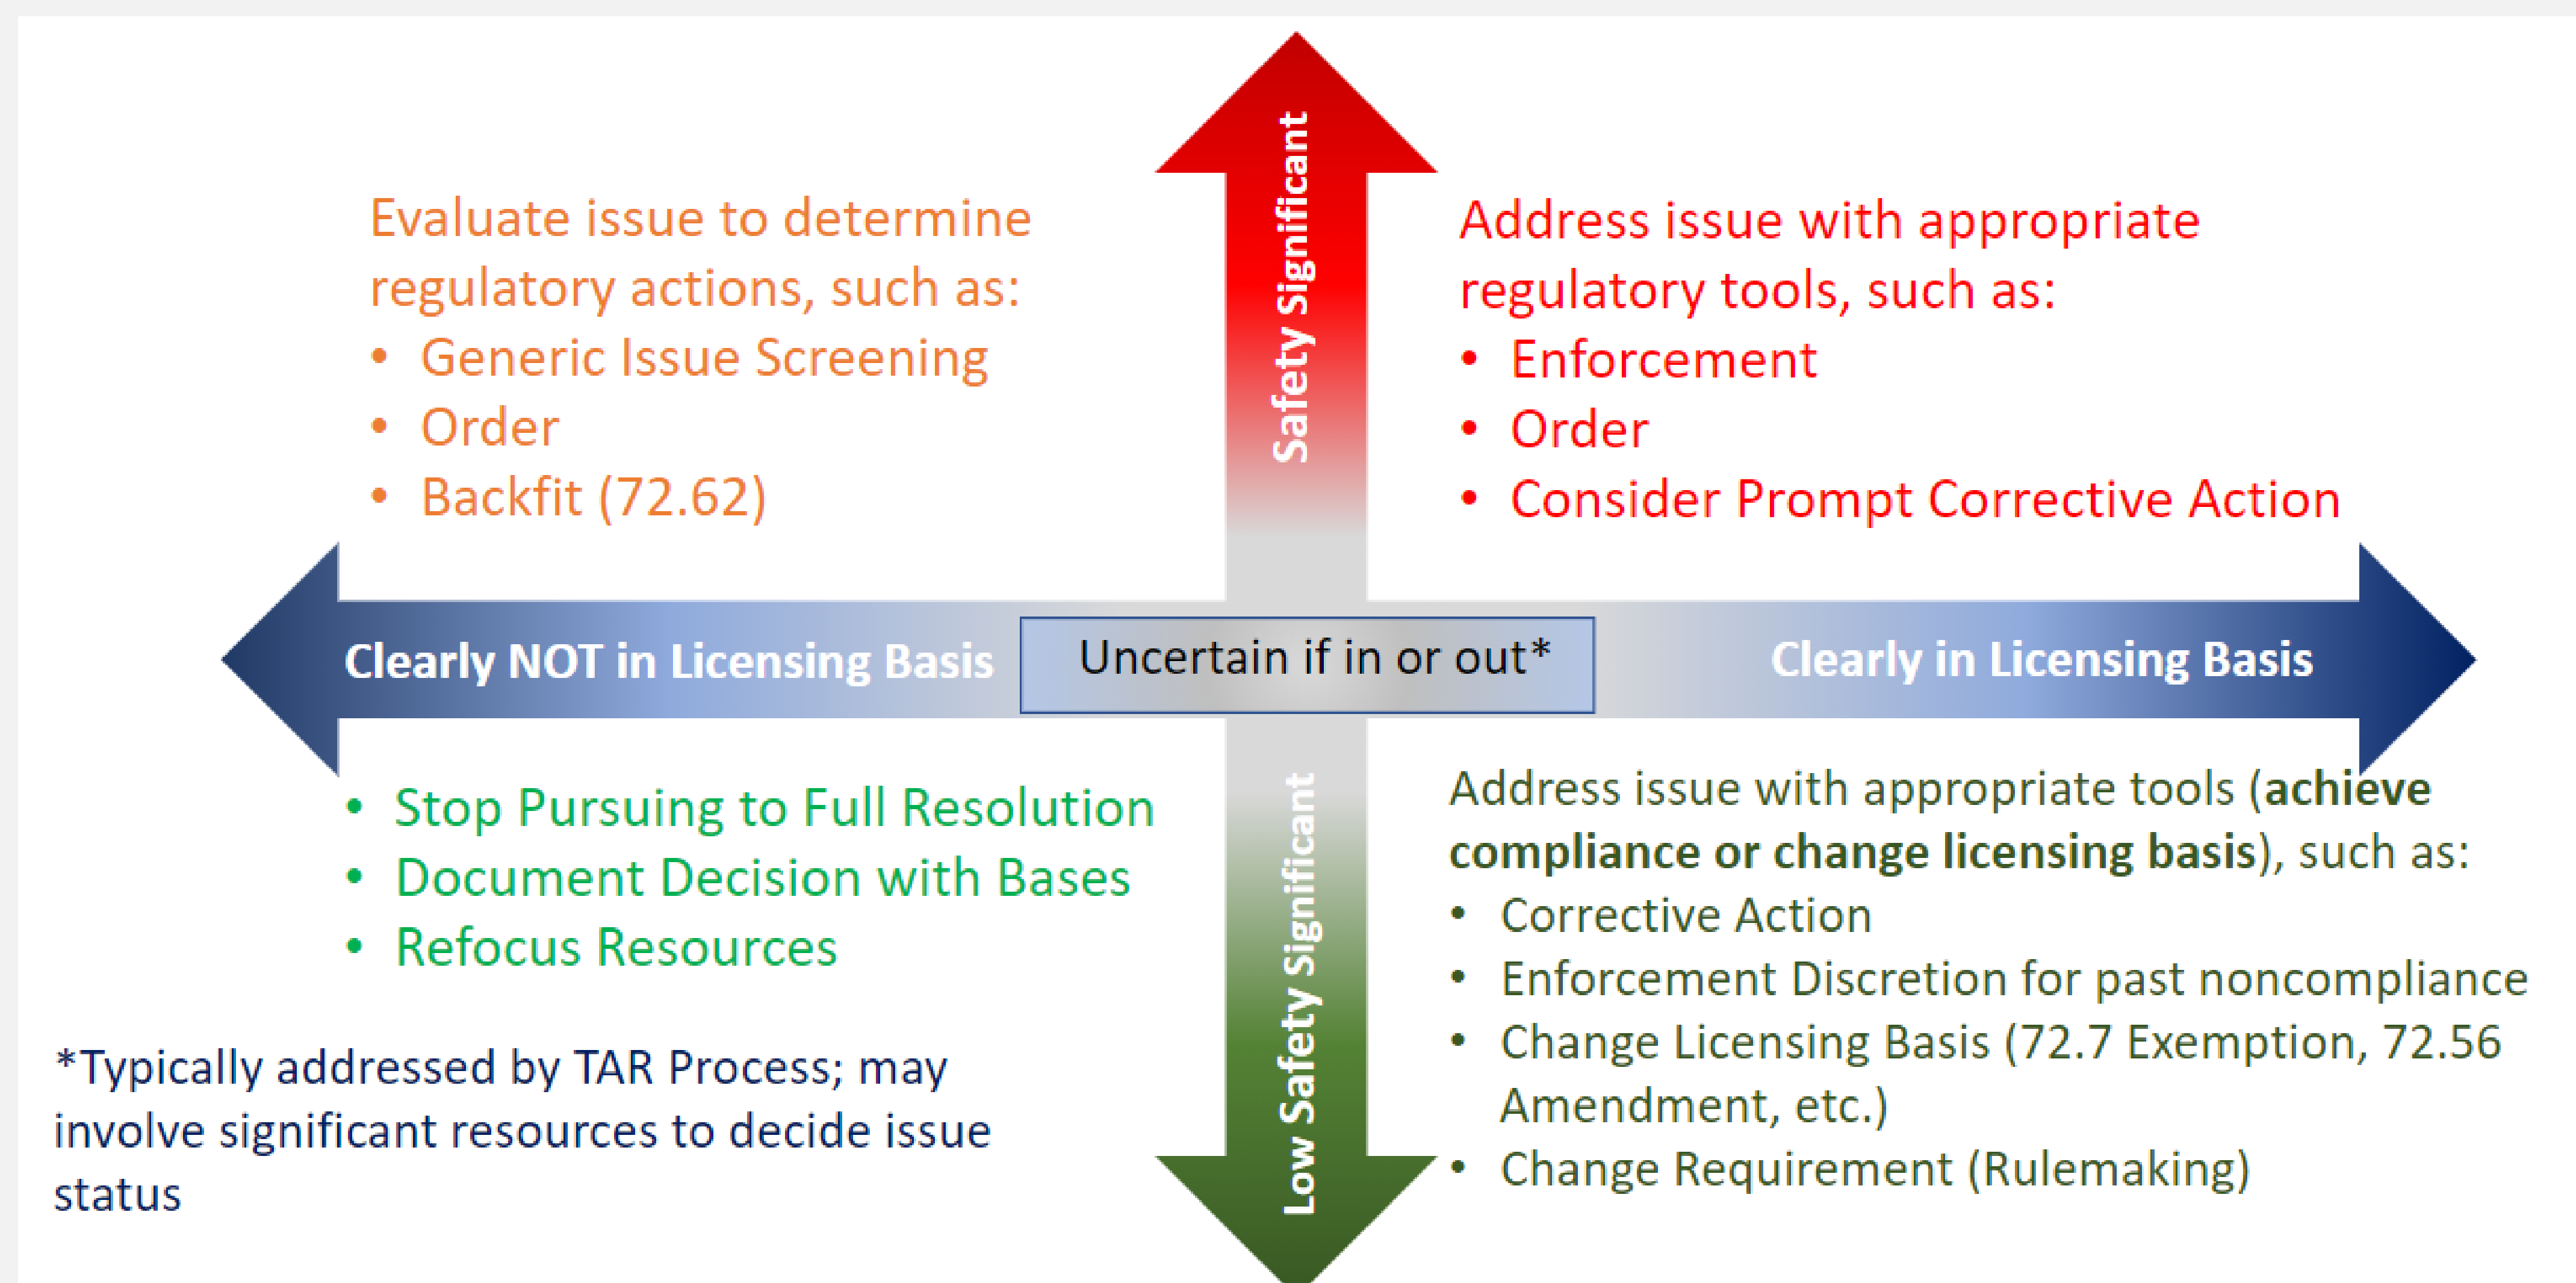 Safety Significant
Evaluate issue to determine
regulatory actions, such as:
• Generic Issue Screening
• Order
• Backfit (72.62)
Address issue with appropriate
regulatory tools, such as:
• Enforcement
• Order
• Consider Prompt Corrective Action
Clearly NOT in Licensing Basis
Uncertain if in or out*
Clearly in Licensing Basis
• Stop Pursuing to Full Resolution
• Document Decision with Bases
• Refocus Resources
*Typically addressed by TAR Process; may
involve significant resources to decide issue
status
Low Safety Significant
Address issue with appropriate tools (achieve
compliance or change licensing basis), such as:
• Corrective Action
• Enforcement Discretion for past noncompliance
• Change Licensing Basis (72.7 Exemption, 72.56
Amendment, etc.)
• Change Requirement (Rulemaking)